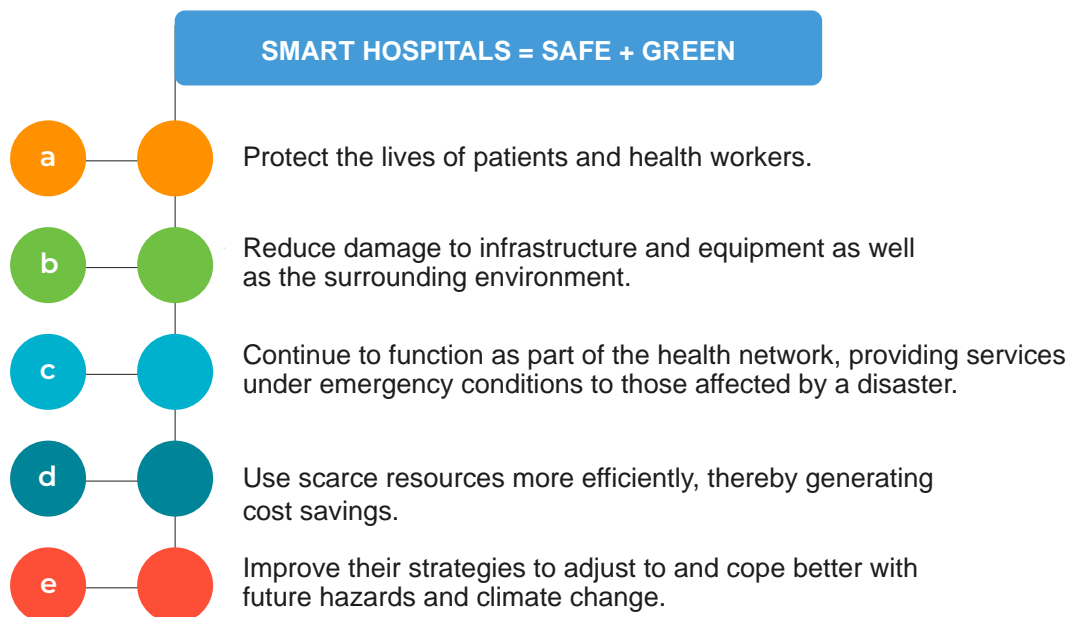 SMART HOSPITALS = SAFE + GREEN
a
Protect the lives of patients and health workers.
b
Reduce damage to infrastructure and equipment as well
as the surrounding environment.
c
Continue to function as part of the health network, providing services
under emergency conditions to those affected by a disaster.
d
Use scarce resources more efficiently, thereby generating
cost savings.
e
Improve their strategies to adjust to and cope better with
future hazards and climate change.